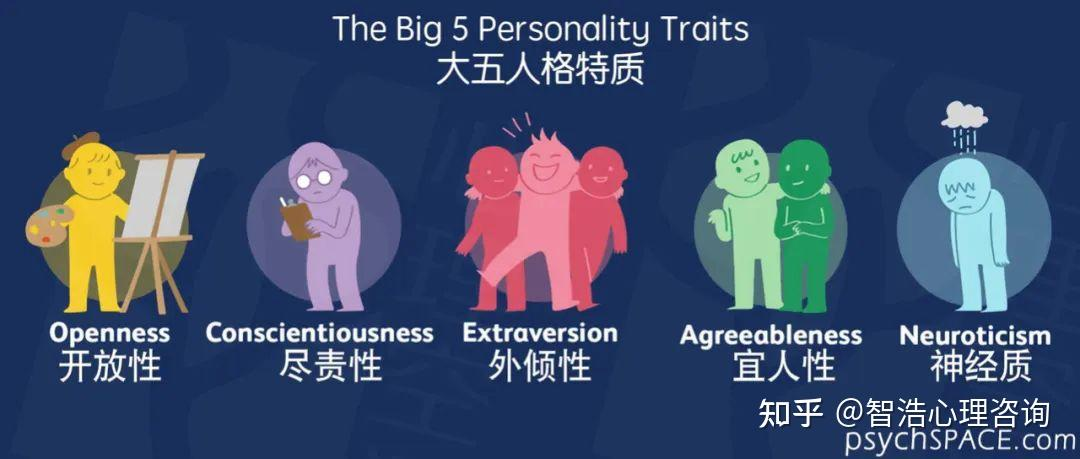 The Big 5 Personality Traits
大五人格特质
Openness
开放性
Conscientiousness
尽责性
Extraversion
外倾性
Agreeableness
宜人性
Neuroticism
神经质
知乎 @智浩心理咨询
psychSPACE.com